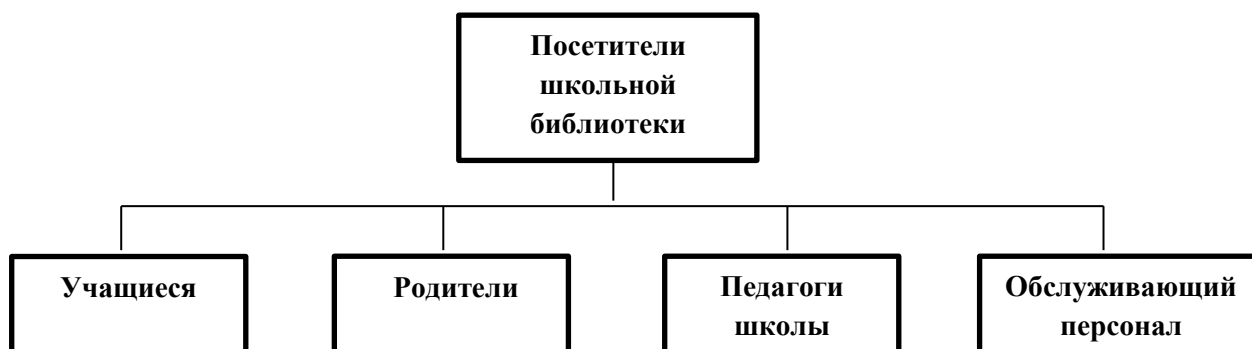 Посетители
школьной
библиотеки
Учащиеся
Родители
Педагоги
школы
Обслуживающий
персонал